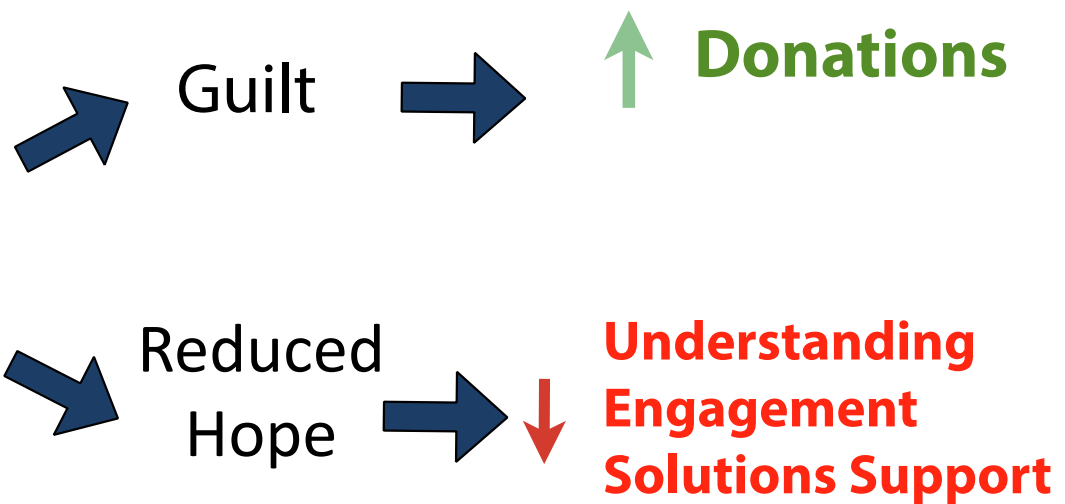 Guilt
Donations
Reduced
Hope
Understanding
Engagement
Solutions Support